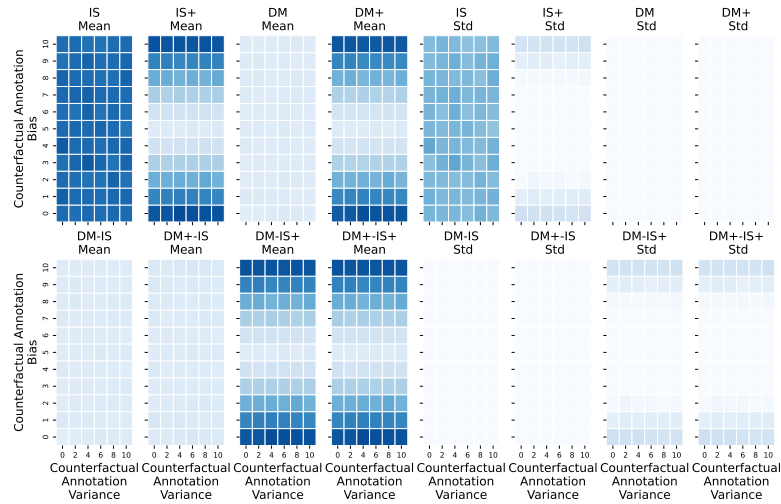 IS IS+ DM DM+ IS IS+ DM DM+
Mean Mean Mean Mean Std Std Std Std
Counterfactual Annotation
Bias
10
9
8
7
6
5
4
3
2
1
0
DM-IS DM+-IS DM-IS+ DM+-IS+ DM-IS DM+-IS DM-IS+ DM+-IS+
Mean Mean Mean Mean Std Std Std Std
Counterfactual Annotation
Bias
10
9
8
7
6
5
4
3
2
1
0
0 2 4 6 8 10 0 2 4 6 8 10 0 2 4 6 8 10 0 2 4 6 8 10 0 2 4 6 8 10 0 2 4 6 8 10 0 2 4 6 8 10 0 2 4 6 8 10
Counterfactual Counterfactual Counterfactual Counterfactual Counterfactual Counterfactual Counterfactual Counterfactual
Annotation Annotation Annotation Annotation Annotation Annotation Annotation Annotation
Variance Variance Variance Variance Variance Variance Variance Variance